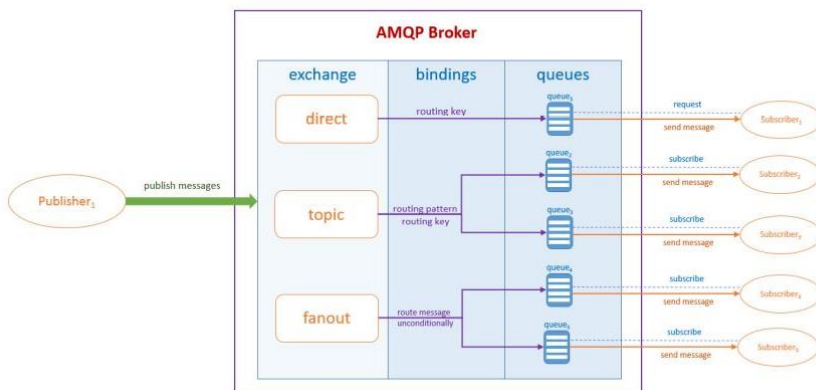 AMQP Broker
exchange
bindings
queues
direct
routing key
queue₁
request
send message
Subscriber₁
queue₂
subscribe
send message
Subscriber₂
Publisher₁
publish messages
topic
routing pattern
routing key
queue₃
subscribe
send message
Subscriber₃
fanout
route message
unconditionally
queue₄
subscribe
send message
Subscriber₄
queue₅
subscribe
send message
Subscriber₅